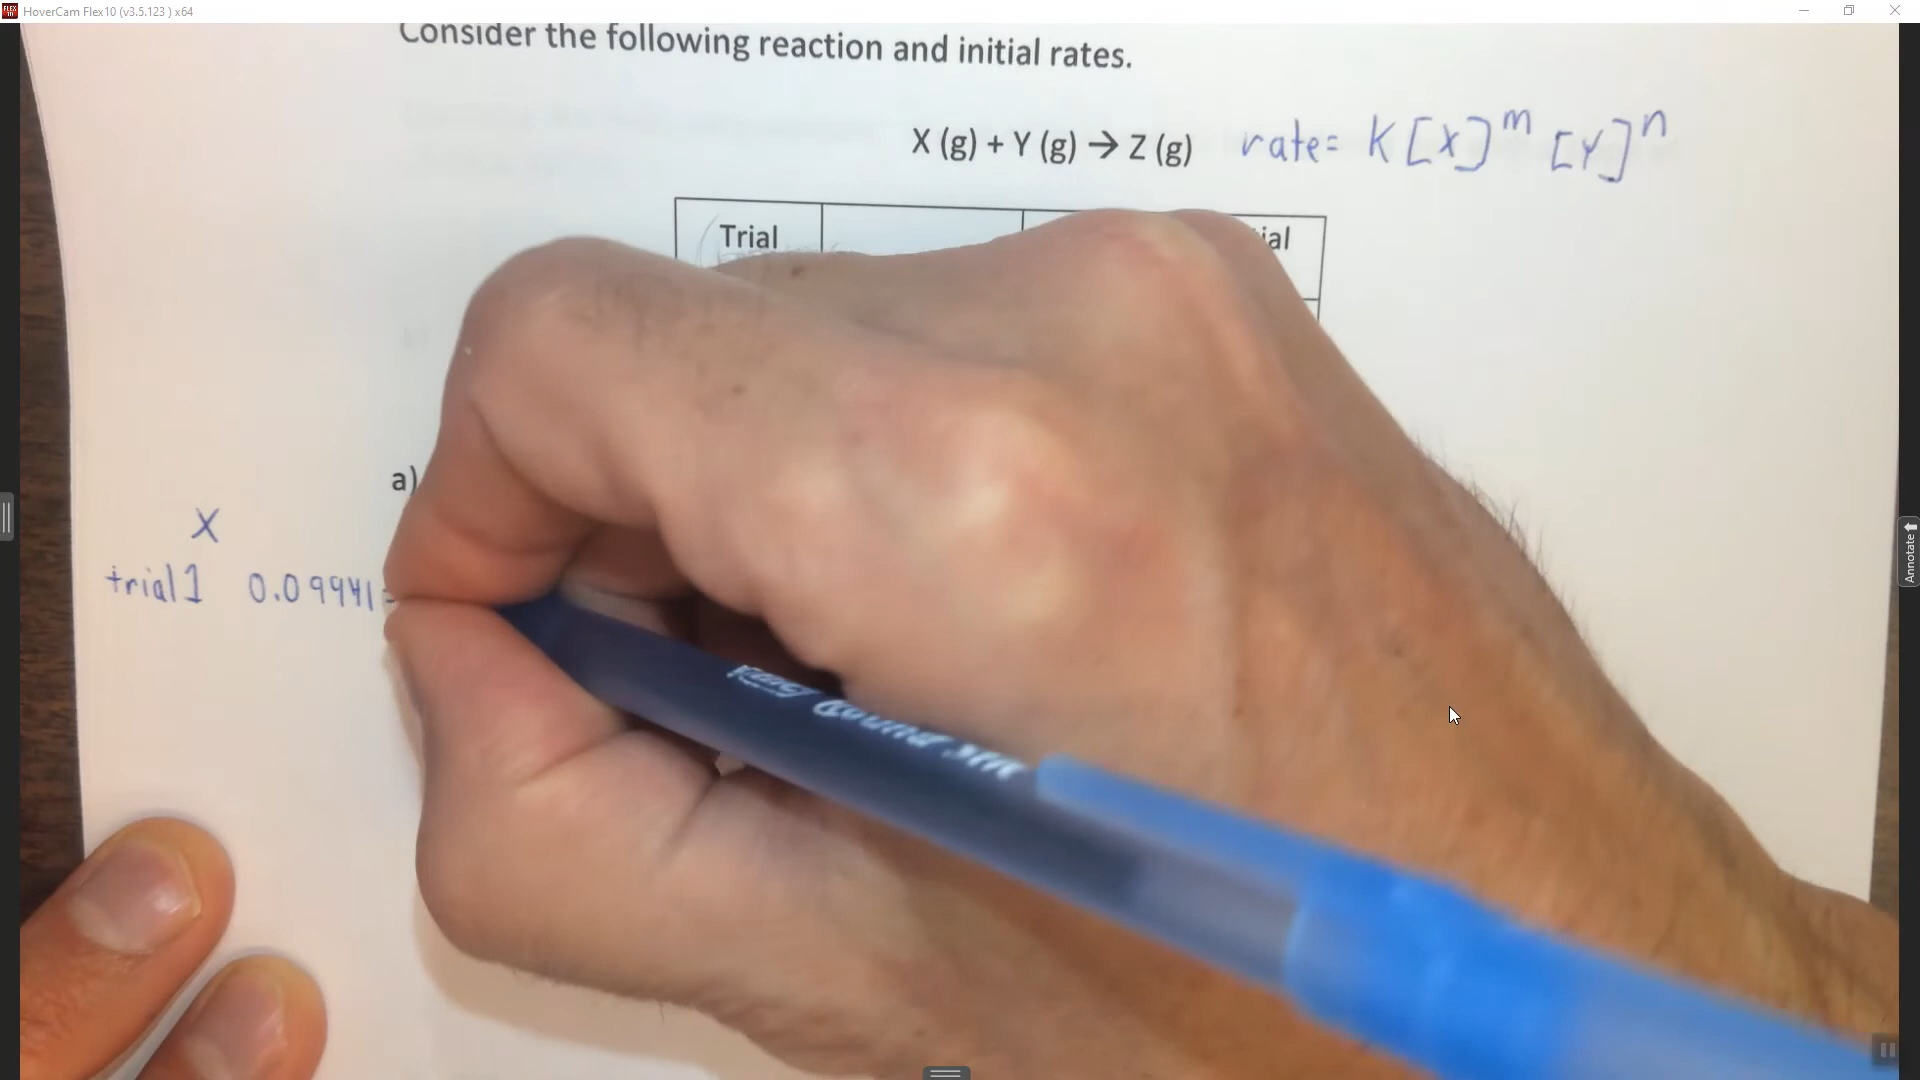 HoverCam Flex10 (v3.5.123 ) x64
Consider the following reaction and initial rates.
X (g) + Y (g) → Z (g) rate= K[X]^m [Y]^n
Trial ial
a)
X
trial 1 0.09941=
Annotate